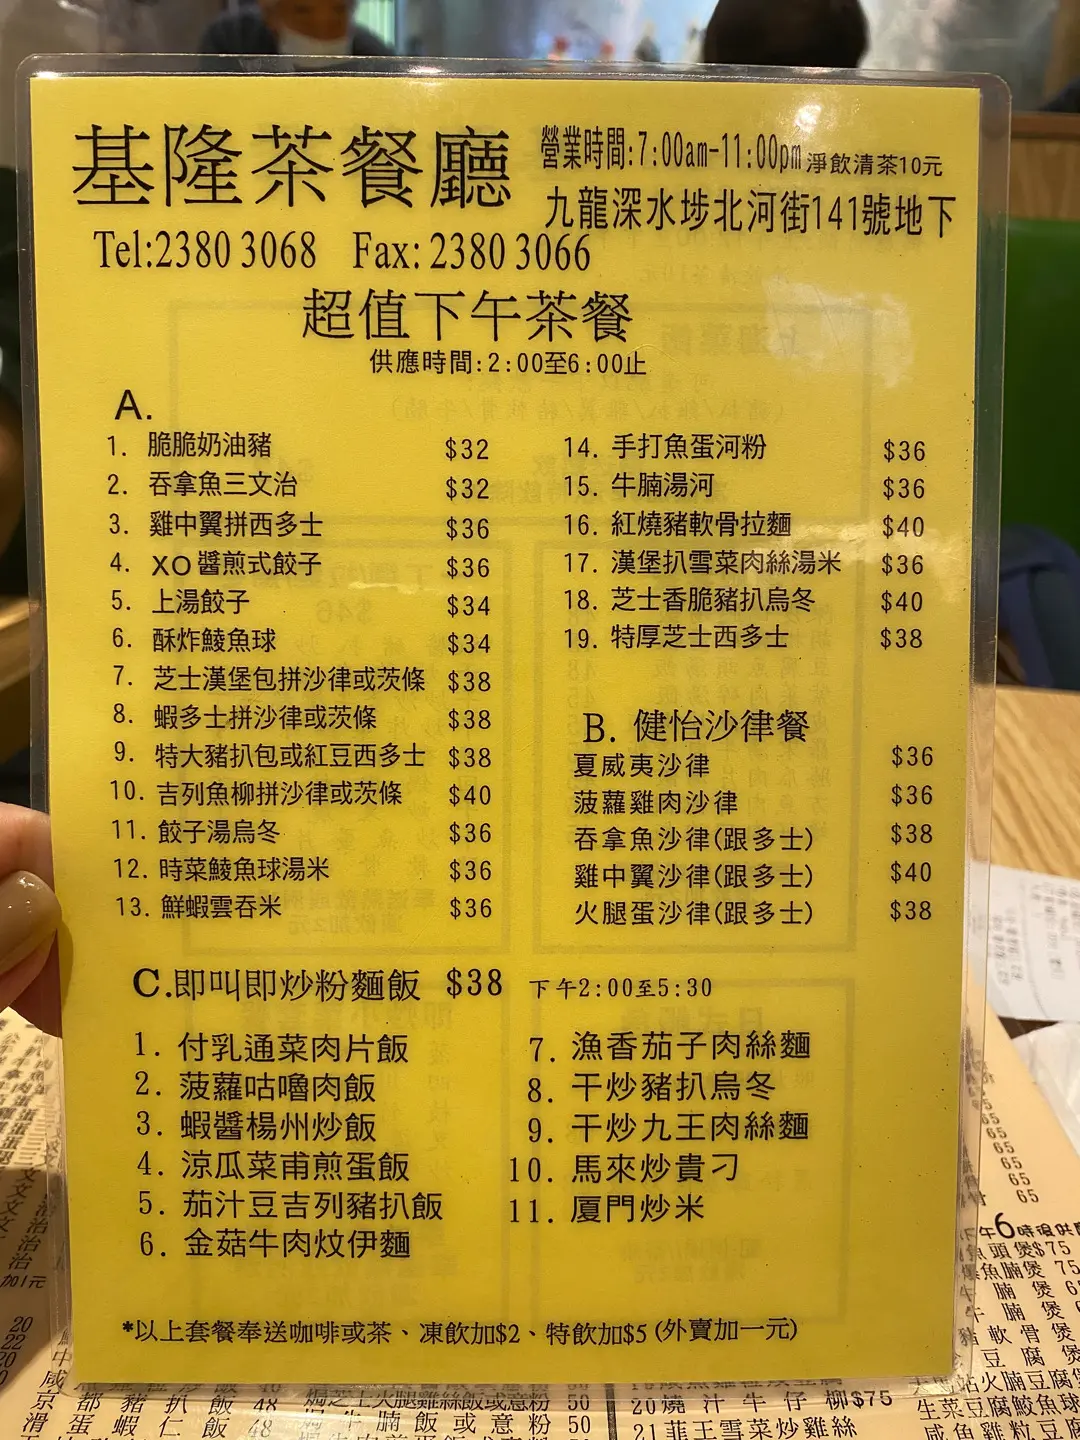 基隆茶餐廳
營業時間:7:00am-11:00pm 淨飲清茶10元
九龍深水埗北河街141號地下
Tel:2380 3068 Fax: 2380 3066
超值下午茶餐
供應時間:2:00至6:00止
A.
1. 脆脆奶油豬 $32
2. 吞拿魚三文治 $32
3. 雞中翼拼西多士 $36
4. XO醬煎式餃子 $36
5. 上湯餃子 $34
6. 酥炸鯪魚球 $34
7. 芝士漢堡包拼沙律或茨條 $38
8. 蝦多士拼沙律或茨條 $38
9. 特大豬扒包或紅豆西多士 $38
10. 吉列魚柳拼沙律或茨條 $40
11. 餃子湯烏冬 $36
12. 時菜鯪魚球湯米 $36
13. 鮮蝦雲吞米 $36
14. 手打魚蛋河粉 $36
15. 牛腩湯河 $36
16. 紅燒豬軟骨拉麵 $40
17. 漢堡扒雪菜肉絲湯米 $36
18. 芝士香脆豬扒烏冬 $40
19. 特厚芝士西多士 $38
B. 健怡沙律餐
夏威夷沙律 $36
菠蘿雞肉沙律 $36
吞拿魚沙律(跟多士) $38
雞中翼沙律(跟多士) $40
火腿蛋沙律(跟多士) $38
C.即叫即炒粉麵飯 $38 下午2:00至5:30
1. 付乳通菜肉片飯
2. 菠蘿咕嚕肉飯
3. 蝦醬楊州炒飯
4. 涼瓜菜甫煎蛋飯
5. 茄汁豆吉列豬扒飯
6. 金菇牛肉炆伊麵
7. 漁香茄子肉絲麵
8. 干炒豬扒烏冬
9. 干炒九王肉絲麵
10. 馬來炒貴刁
11. 厦門炒米
*以上套餐奉送咖啡或茶、凍飲加$2、特飲加$5(外賣加一元)
20燒汁牛仔柳$75
21菲王雪菜炒雞絲